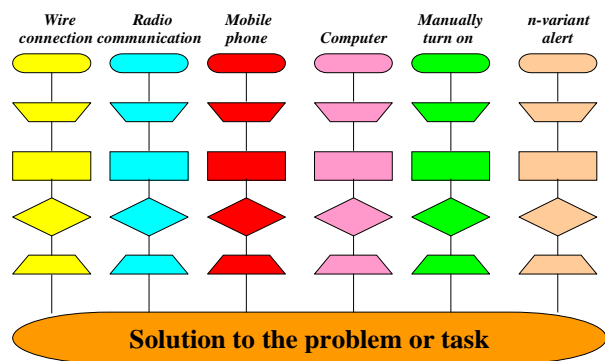 Wire
connection
Radio
communication
Mobile
phone
Computer
Manually
turn on
n-variant
alert
Solution to the problem or task